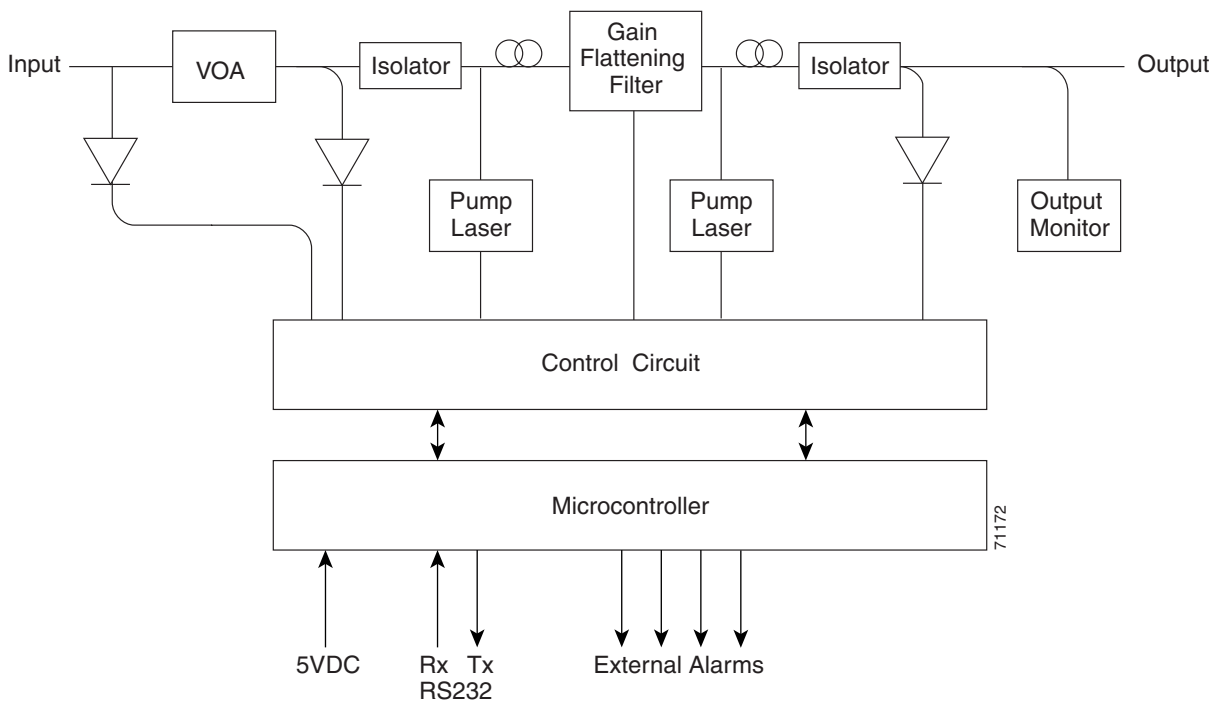 Input
VOA
Isolator
Gain
Flattening
Filter
Isolator
Output
Pump
Laser
Pump
Laser
Output
Monitor
Control Circuit
Microcontroller
71172
5VDC
Rx Tx
RS232
External Alarms